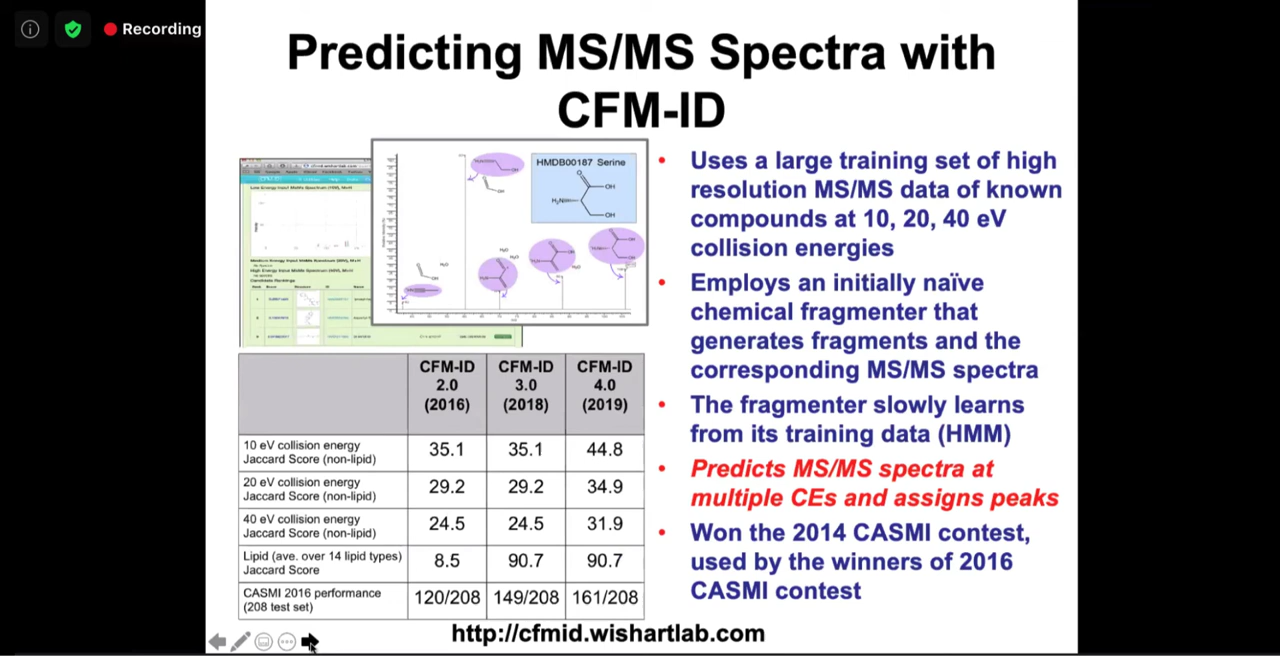 Recording
Predicting MS/MS Spectra with
CFM-ID
HMDB00187 Serine
O
OH
H₂N
OH
Candidate Rankings
CFM-ID 2.0 (2016) CFM-ID 3.0 (2018) CFM-ID 4.0 (2019)
10 eV collision energy Jaccard Score (non-lipid) 35.1 35.1 44.8
20 eV collision energy Jaccard Score (non-lipid) 29.2 29.2 34.9
40 eV collision energy Jaccard Score (non-lipid) 24.5 24.5 31.9
Lipid (ave. over 14 lipid types) Jaccard Score 8.5 90.7 90.7
CASMI 2016 performance (208 test set) 120/208 149/208 161/208
• Uses a large training set of high
resolution MS/MS data of known
compounds at 10, 20, 40 eV
collision energies
• Employs an initially naïve
chemical fragmenter that
generates fragments and the
corresponding MS/MS spectra
• The fragmenter slowly learns
from its training data (HMM)
• Predicts MS/MS spectra at
multiple CEs and assigns peaks
• Won the 2014 CASMI contest,
used by the winners of 2016
CASMI contest
http://cfmid.wishartlab.com